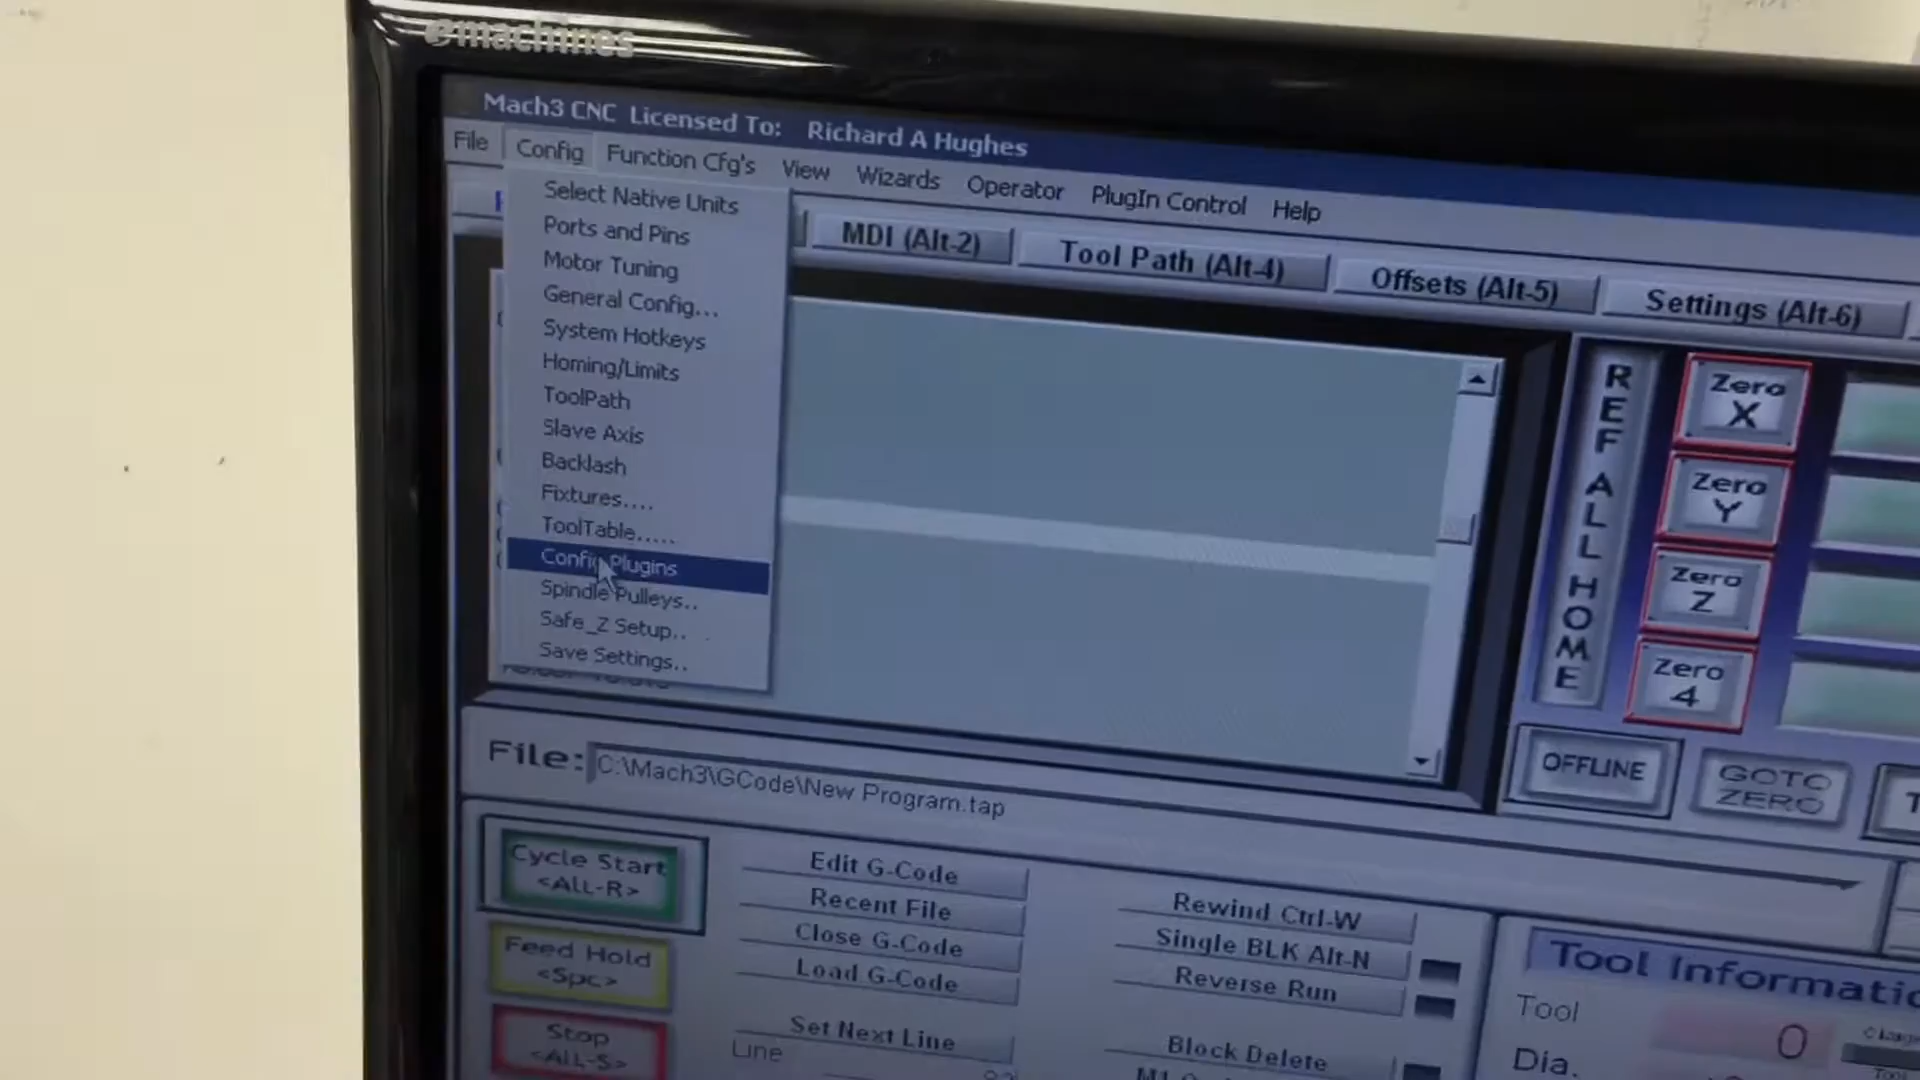 emachines
Mach3 CNC Licensed To: Richard A Hughes
File Config Function Cfg's View Wizards Operator PlugIn Control Help
Select Native Units
Ports and Pins
Motor Tuning
General Config...
System Hotkeys
Homing/Limits
ToolPath
Slave Axis
Backlash
Fixtures....
ToolTable.....
Config Plugins
Spindle Pulleys..
Safe_Z Setup..
Save Settings..
MDI (Alt-2)
Tool Path (Alt-4)
Offsets (Alt-5)
Settings (Alt-6)
REF ALL HOME
Zero X
Zero Y
Zero Z
Zero 4
OFFLINE
GOTO ZERO
File: C:\Mach3\GCode\New Program.tap
Cycle Start
<Alt-R>
Feed Hold
<Spc>
Stop
<Alt-S>
Edit G-Code
Recent File
Close G-Code
Load G-Code
Set Next Line
Line
Rewind Ctrl-W
Single BLK Alt-N
Reverse Run
Block Delete
Tool Informatio
Tool 0
Dia.